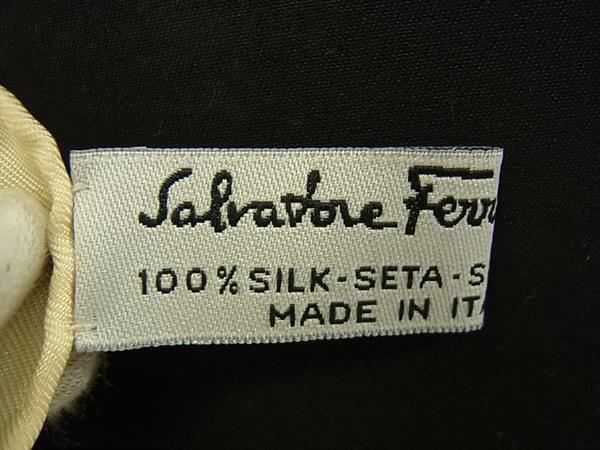 Salvatore Ferr
100% SILK-SETA-S
MADE IN ITA